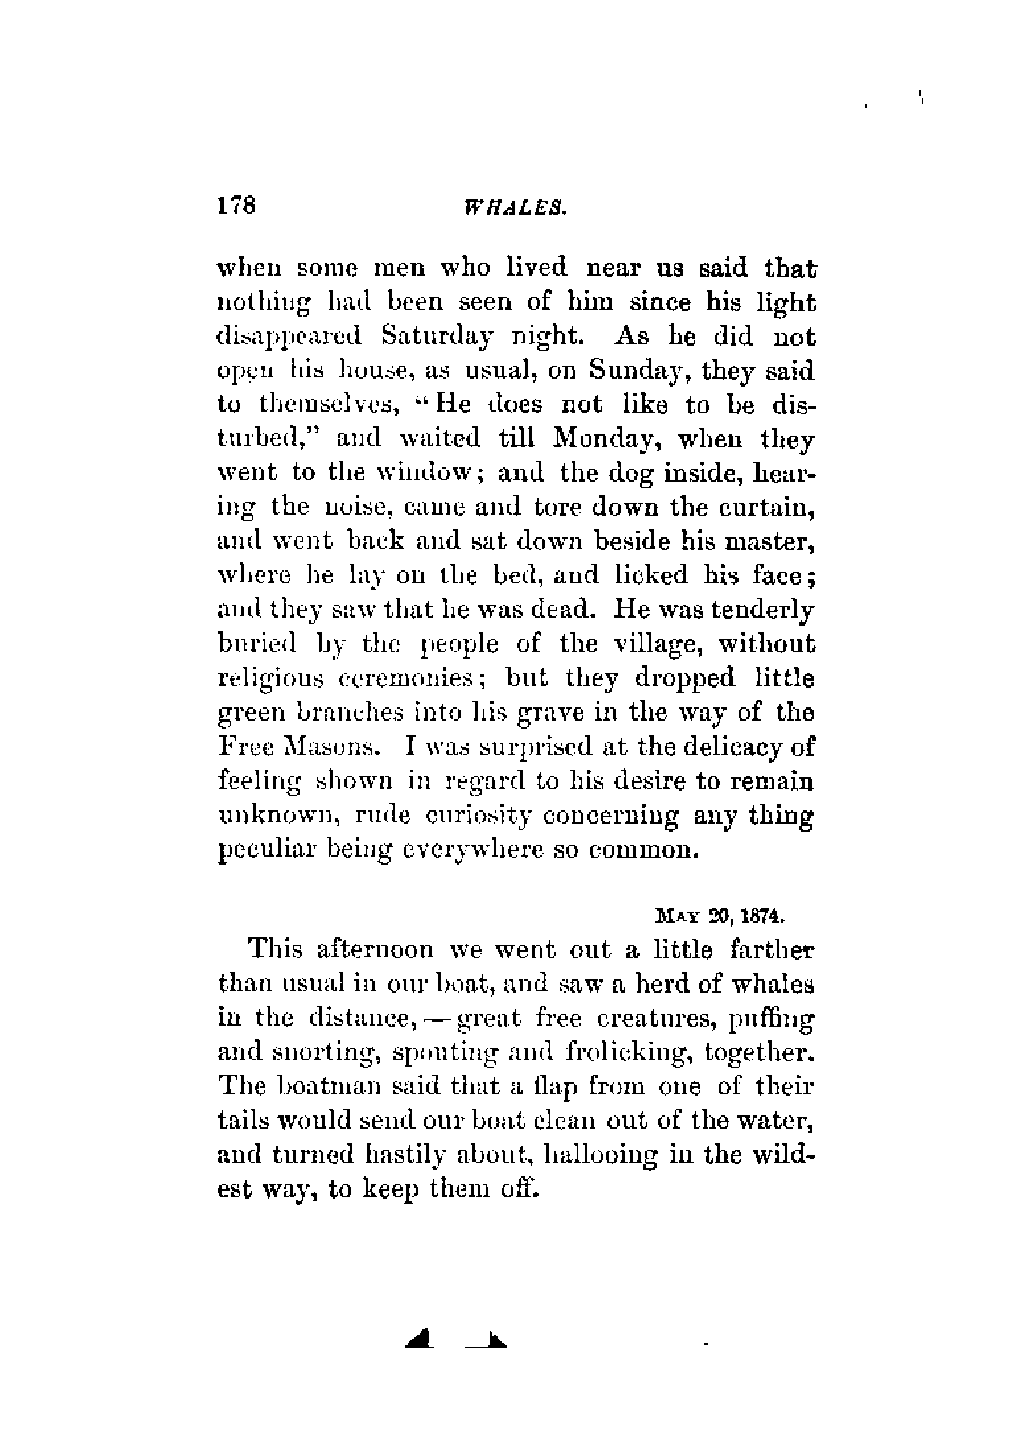 178 WHALES.
when some men who lived near us said that
nothing had been seen of him since his light
disappeared Saturday night. As he did not
open his house, as usual, on Sunday, they said
to themselves, “He does not like to be dis-
turbed,” and waited till Monday, when they
went to the window; and the dog inside, hear-
ing the noise, came and tore down the curtain,
and went back and sat down beside his master,
where he lay on the bed, and licked his face;
and they saw that he was dead. He was tenderly
buried by the people of the village, without
religious ceremonies; but they dropped little
green branches into his grave in the way of the
Free Masons. I was surprised at the delicacy of
feeling shown in regard to his desire to remain
unknown, rude curiosity concerning any thing
peculiar being everywhere so common.
MAY 20, 1874.
This afternoon we went out a little farther
than usual in our boat, and saw a herd of whales
in the distance,—great free creatures, puffing
and snorting, spouting and frolicking, together.
The boatman said that a flap from one of their
tails would send our boat clean out of the water,
and turned hastily about, hallooing in the wild-
est way, to keep them off.